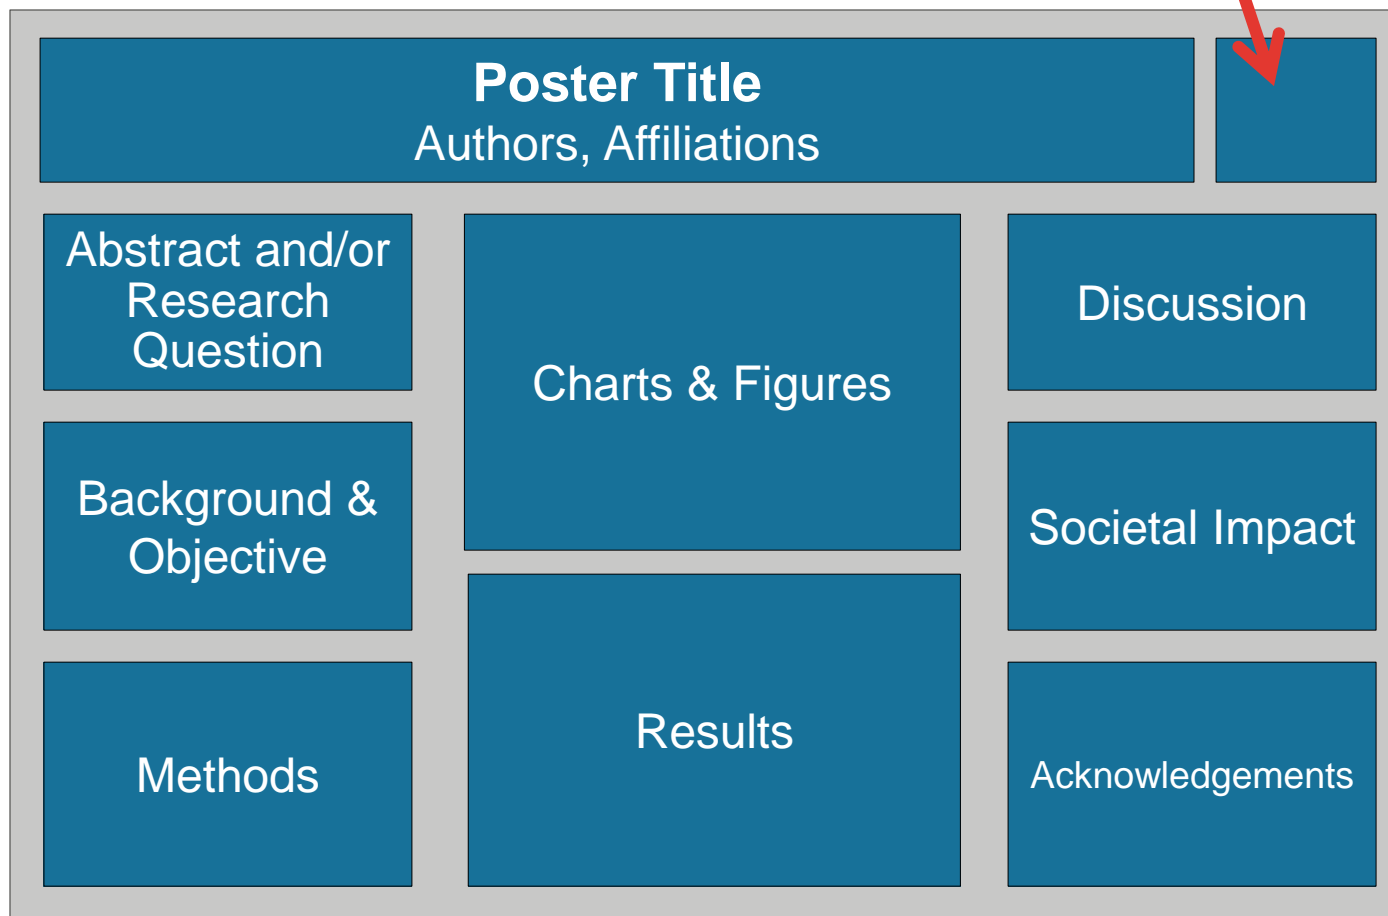 Poster Title
Authors, Affiliations
Abstract and/or
Research
Question
Background &
Objective
Methods
Charts & Figures
Results
Discussion
Societal Impact
Acknowledgements